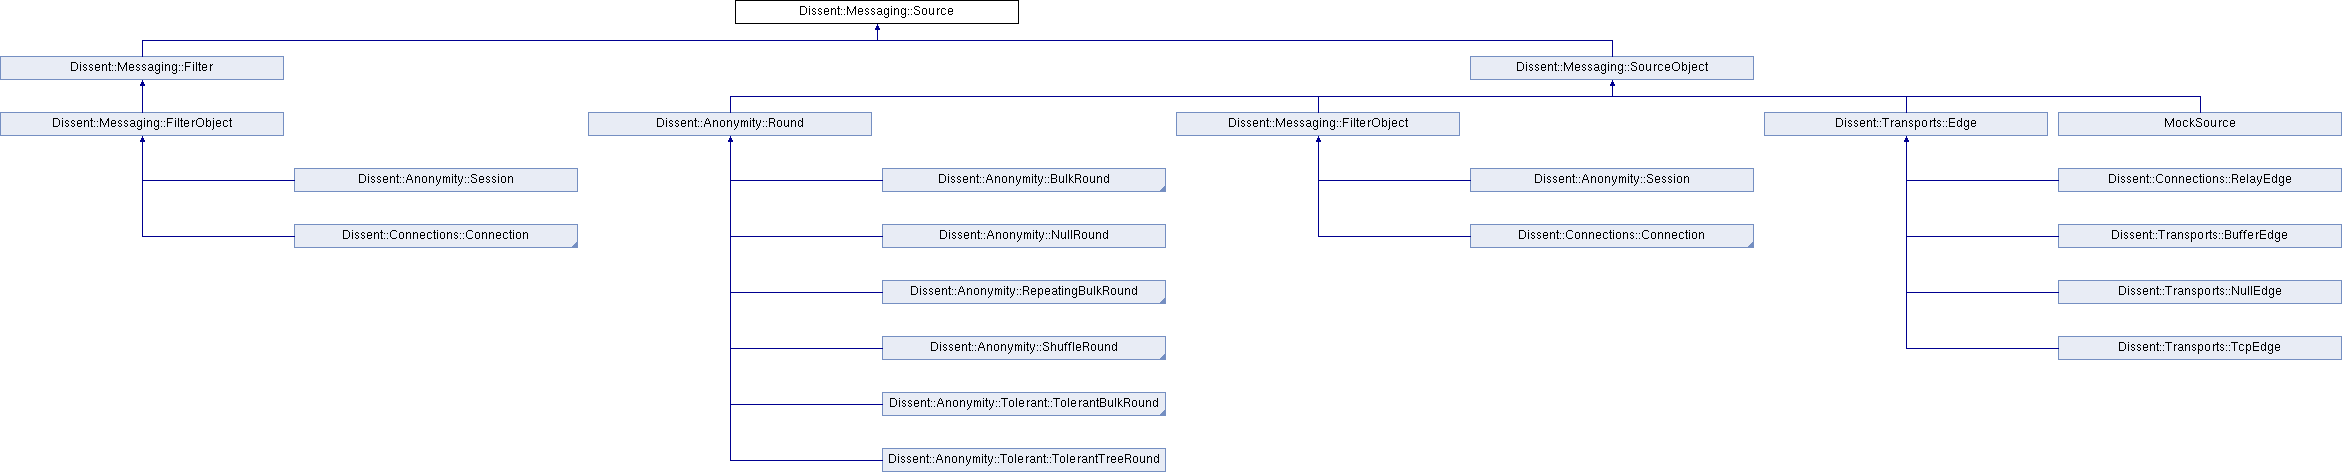 Dissent::Messaging::Source
Dissent::Messaging::Filter
Dissent::Messaging::SourceObject
Dissent::Messaging::FilterObject
Dissent::Anonymity::Round
Dissent::Messaging::FilterObject
Dissent::Transports::Edge
MockSource
Dissent::Anonymity::Session
Dissent::Anonymity::BulkRound
Dissent::Anonymity::Session
Dissent::Connections::RelayEdge
Dissent::Connections::Connection
Dissent::Anonymity::NullRound
Dissent::Connections::Connection
Dissent::Transports::BufferEdge
Dissent::Anonymity::RepeatingBulkRound
Dissent::Transports::NullEdge
Dissent::Anonymity::ShuffleRound
Dissent::Transports::TcpEdge
Dissent::Anonymity::Tolerant::TolerantBulkRound
Dissent::Anonymity::Tolerant::TolerantTreeRound